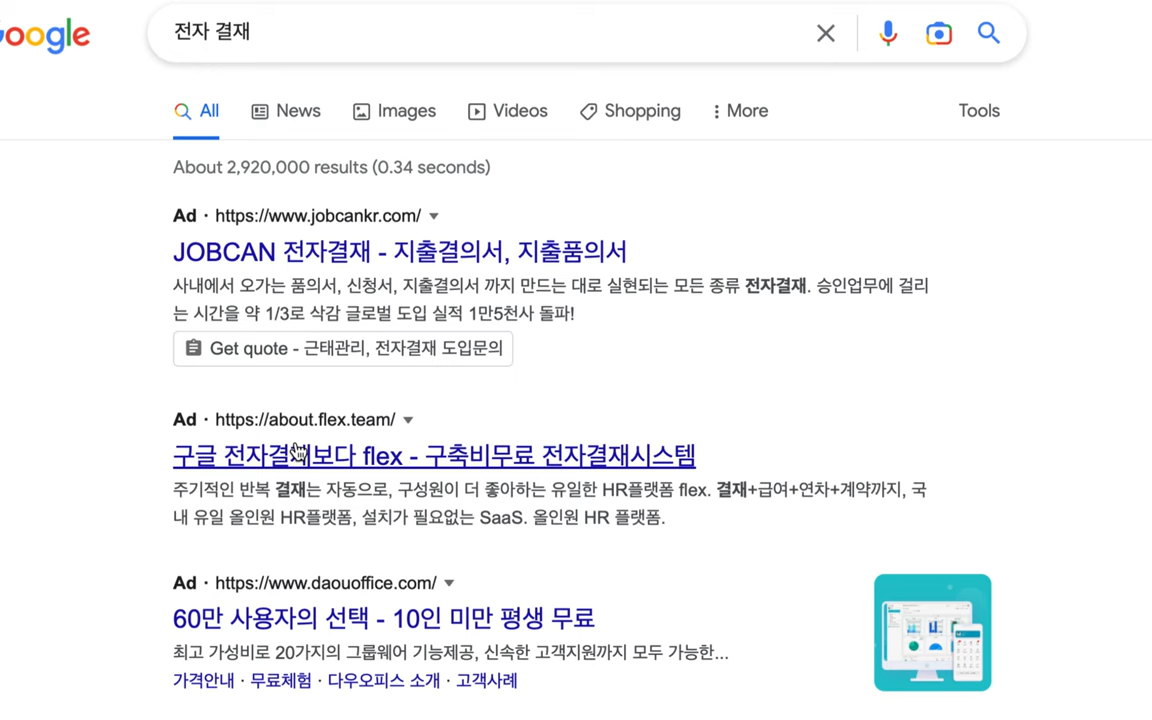 Google
전자 결재
All News Images Videos Shopping More Tools
About 2,920,000 results (0.34 seconds)
Ad · https://www.jobcankr.com/
JOBCAN 전자결재 - 지출결의서, 지출품의서
사내에서 오가는 품의서, 신청서, 지출결의서 까지 만드는 대로 실현되는 모든 종류 전자결재. 승인업무에 걸리
는 시간을 약 1/3로 삭감 글로벌 도입 실적 1만5천사 돌파!
Get quote - 근태관리, 전자결재 도입문의
Ad · https://about.flex.team/
구글 전자결재보다 flex - 구축비무료 전자결재시스템
주기적인 반복 결재는 자동으로, 구성원이 더 좋아하는 유일한 HR플랫폼 flex. 결재+급여+연차+계약까지, 국
내 유일 올인원 HR플랫폼, 설치가 필요없는 SaaS. 올인원 HR 플랫폼.
Ad · https://www.daouoffice.com/
60만 사용자의 선택 - 10인 미만 평생 무료
최고 가성비로 20가지의 그룹웨어 기능제공, 신속한 고객지원까지 모두 가능한...
가격안내 · 무료체험 · 다우오피스 소개 · 고객사례